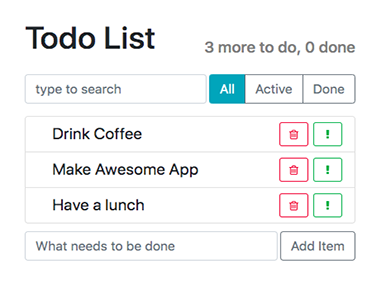 Todo List
3 more to do, 0 done
type to search
All
Active
Done
Drink Coffee
Make Awesome App
Have a lunch
What needs to be done
Add Item